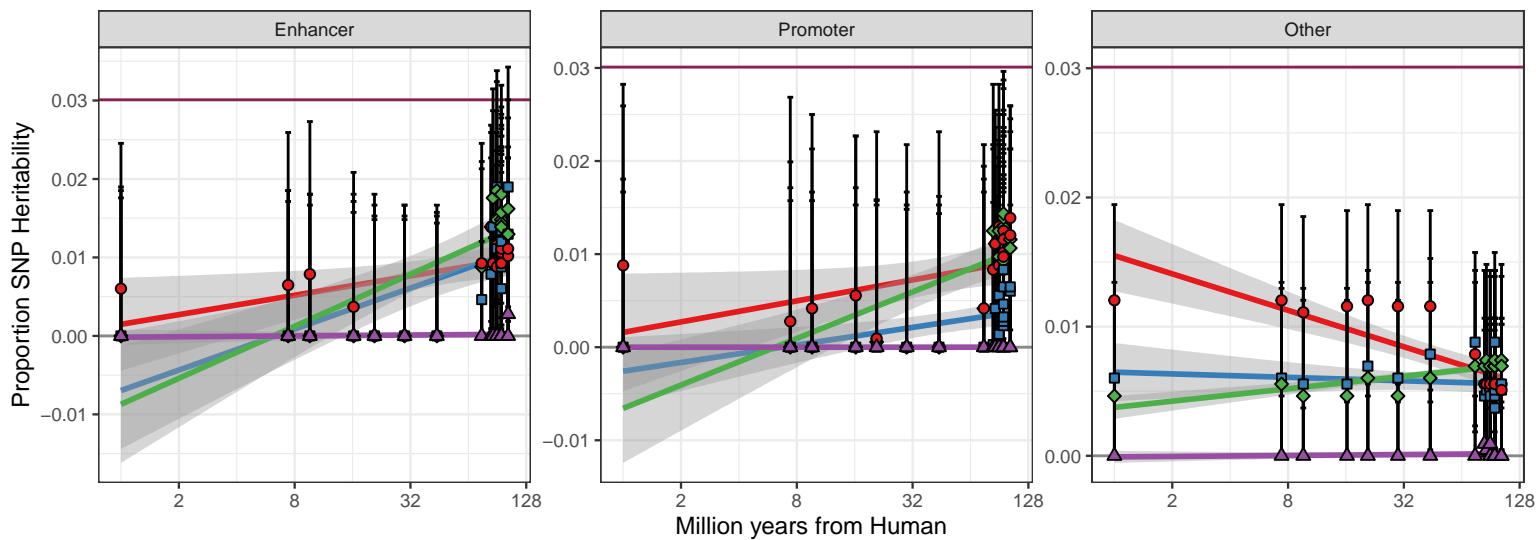 Enhancer Promoter Other
Proportion SNP Heritability
0.03 0.02 0.01 0.00 −0.01
2 8 32 128
0.03 0.02 0.01 0.00 −0.01
2 8 32 128
0.03 0.02 0.01 0.00
2 8 32 128
Million years from Human